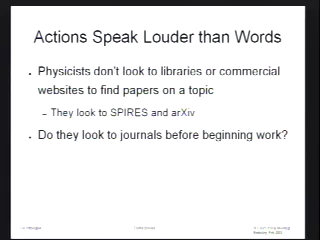 Actions Speak Louder than Words
• Physicists don't look to libraries or commercial
websites to find papers on a topic
– They look to SPIRES and arXiv
• Do they look to journals before beginning work?